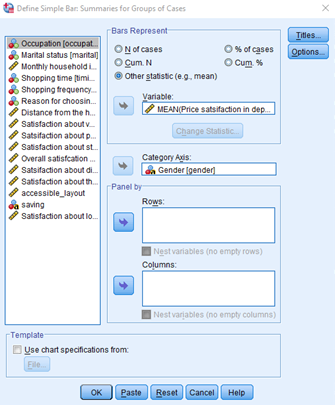 Define Simple Bar: Summaries for Groups of Cases
Occupation [occupat...
Marital status [marital]
Monthly household i...
Shopping time [timi...
Shopping frequency...
Reason for choosin...
Distance from the h...
Satisfaction about v...
Satisfaction about p...
Satisfaction about st...
Overall satisfcation ...
Satsifaction about di...
Satisfaction about th...
accessible_layout
saving
Satisfaction about lo...
Bars Represent
N of cases
% of cases
Cum. N
Cum. %
Other statistic (e.g., mean)
Variable:
MEAN(Price satsifaction in dep...
Change Statistic...
Category Axis:
Gender [gender]
Panel by
Rows:
Nest variables (no empty rows)
Columns:
Nest variables (no empty columns)
Titles...
Options...
Template
Use chart specifications from:
File...
OK
Paste
Reset
Cancel
Help